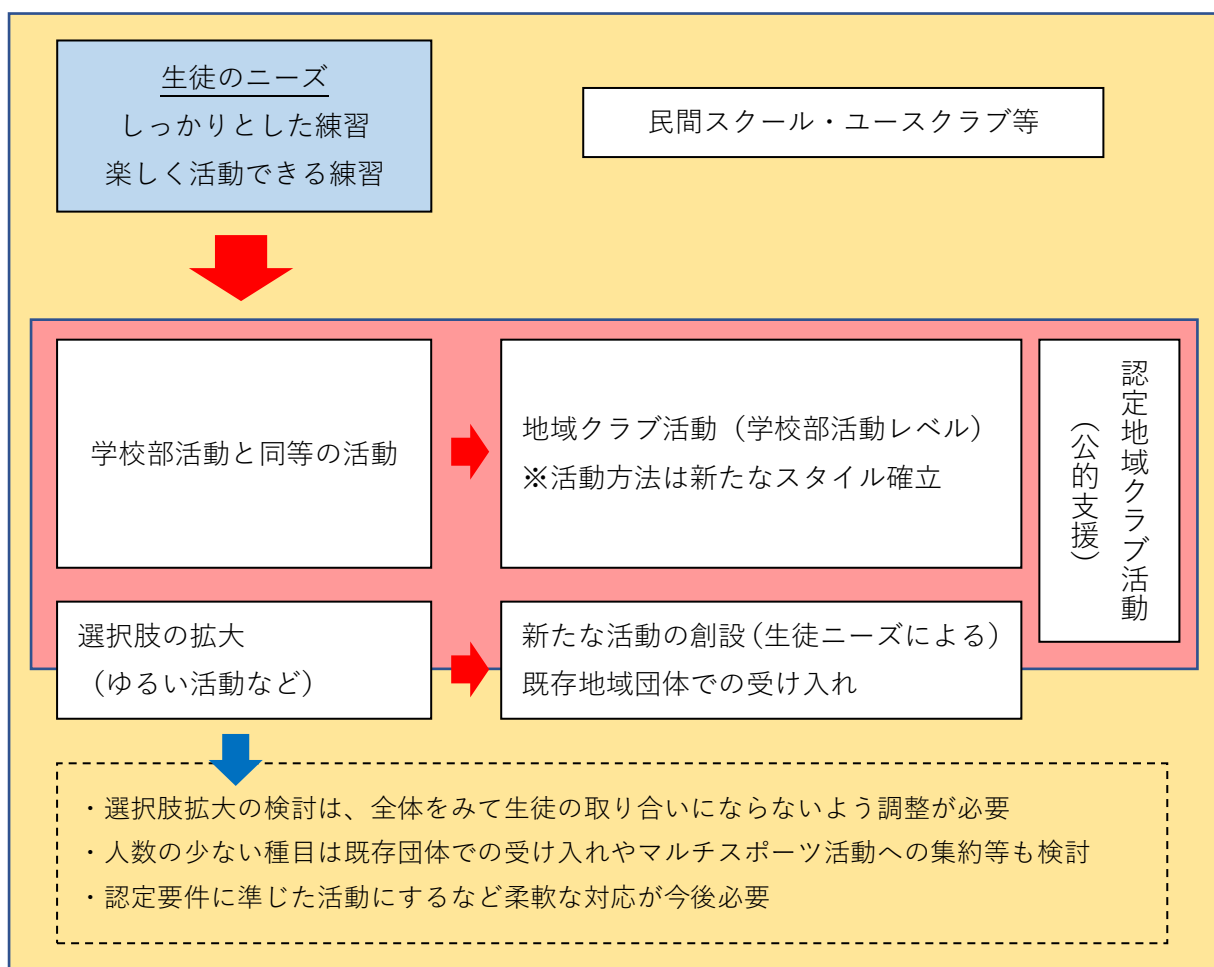 生徒のニーズ
しっかりとした練習
楽しく活動できる練習
民間スクール・ユースクラブ等
学校部活動と同等の活動
地域クラブ活動（学校部活動レベル）
※活動方法は新たなスタイル確立
認定地域クラブ活動
（公的支援）
選択肢の拡大
（ゆるい活動など）
新たな活動の創設（生徒ニーズによる）
既存地域団体での受け入れ
・選択肢拡大の検討は、全体をみて生徒の取り合いにならないよう調整が必要
・人数の少ない種目は既存団体での受け入れやマルチスポーツ活動への集約等も検討
・認定要件に準じた活動にするなど柔軟な対応が今後必要